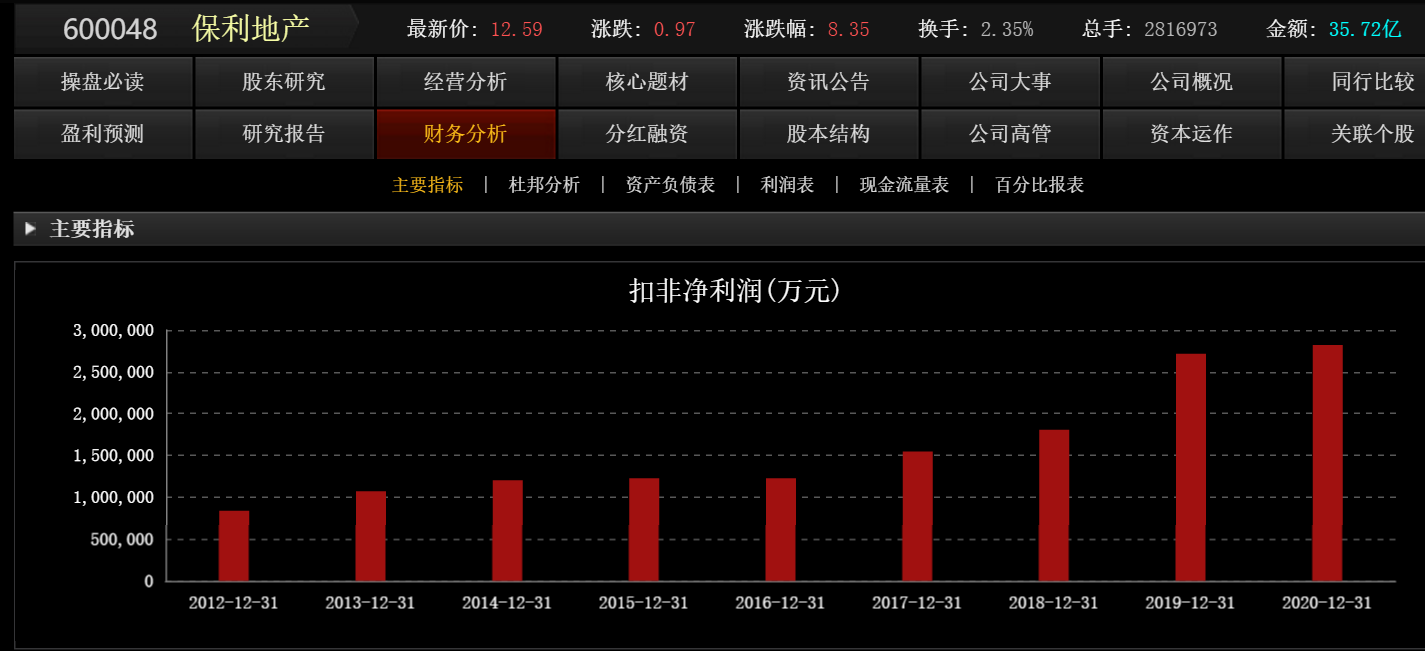 600048 保利地产 最新价: 12.59 涨跌: 0.97 涨跌幅: 8.35 换手: 2.35% 总手: 2816973 金额: 35.72亿
操盘必读 股东研究 经营分析 核心题材 资讯公告 公司大事 公司概况 同行比较
盈利预测 研究报告 财务分析 分红融资 股本结构 公司高管 资本运作 关联个股
主要指标 | 杜邦分析 | 资产负债表 | 利润表 | 现金流量表 | 百分比报表
主要指标
扣非净利润(万元)
3,000,000
2,500,000
2,000,000
1,500,000
1,000,000
500,000
0
2012-12-31 2013-12-31 2014-12-31 2015-12-31 2016-12-31 2017-12-31 2018-12-31 2019-12-31 2020-12-31